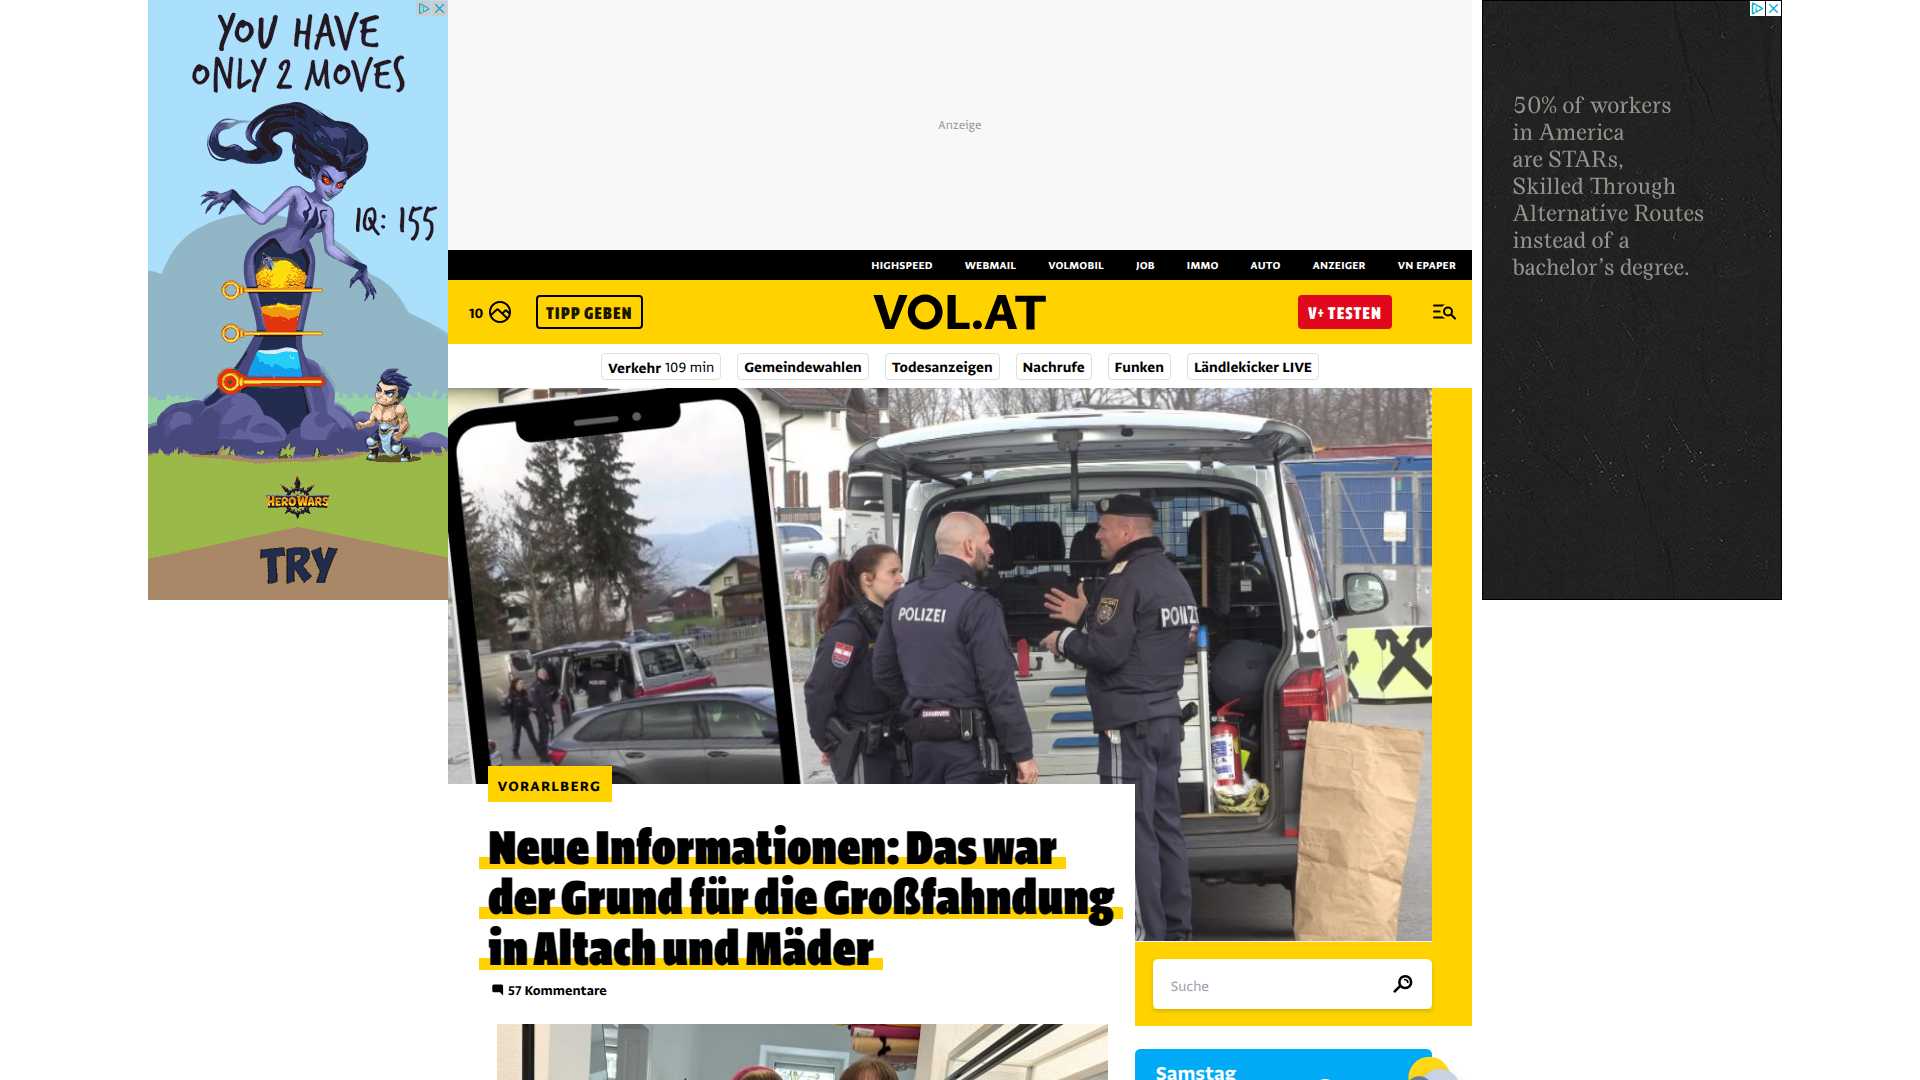 YOU HAVE
ONLY 2 MOVES
IQ: 155
HERO WARS
TRY
Anzeige
50% of workers
in America
are STARs,
Skilled Through
Alternative Routes
instead of a
bachelor's degree.
HIGHSPEED WEBMAIL VOLMOBIL JOB IMMO AUTO ANZEIGER VN EPAPER
10 TIPP GEBEN VOL.AT V+ TESTEN
Verkehr 109 min Gemeindewahlen Todesanzeigen Nachrufe Funken Ländlekicker LIVE
POLIZEI
POLIZEI
VORARLBERG
Neue Informationen: Das war
der Grund für die Großfahndung
in Altach und Mäder
57 Kommentare
Suche
Samstag